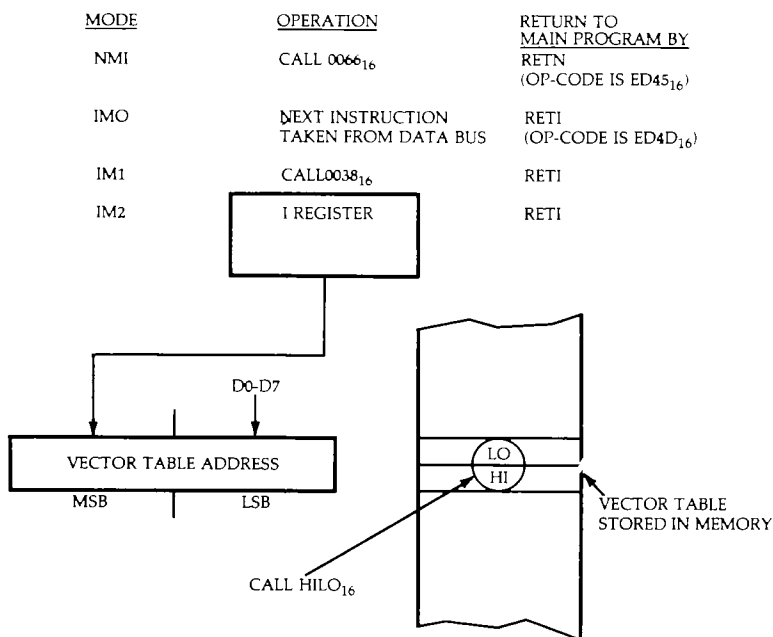 MODE OPERATION RETURN TO
MAIN PROGRAM BY
NMI CALL 0066₁₆ RETN
(OP-CODE IS ED45₁₆)
IMO NEXT INSTRUCTION RETI
TAKEN FROM DATA BUS (OP-CODE IS ED4D₁₆)
IM1 CALL0038₁₆ RETI
IM2 I REGISTER RETI
D0-D7
VECTOR TABLE ADDRESS
MSB LSB
LO
HI
VECTOR TABLE
STORED IN MEMORY
CALL HILO₁₆